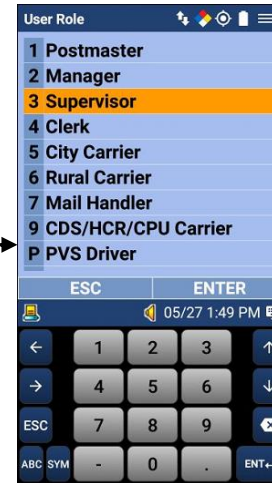 User Role
1 Postmaster
2 Manager
3 Supervisor
4 Clerk
5 City Carrier
6 Rural Carrier
7 Mail Handler
9 CDS/HCR/CPU Carrier
P PVS Driver
ESC ENTER
05/27 1:49 PM
← 1 2 3 ↑
→ 4 5 6 ↓
ESC 7 8 9
ABC SYM - 0 . ENT↵